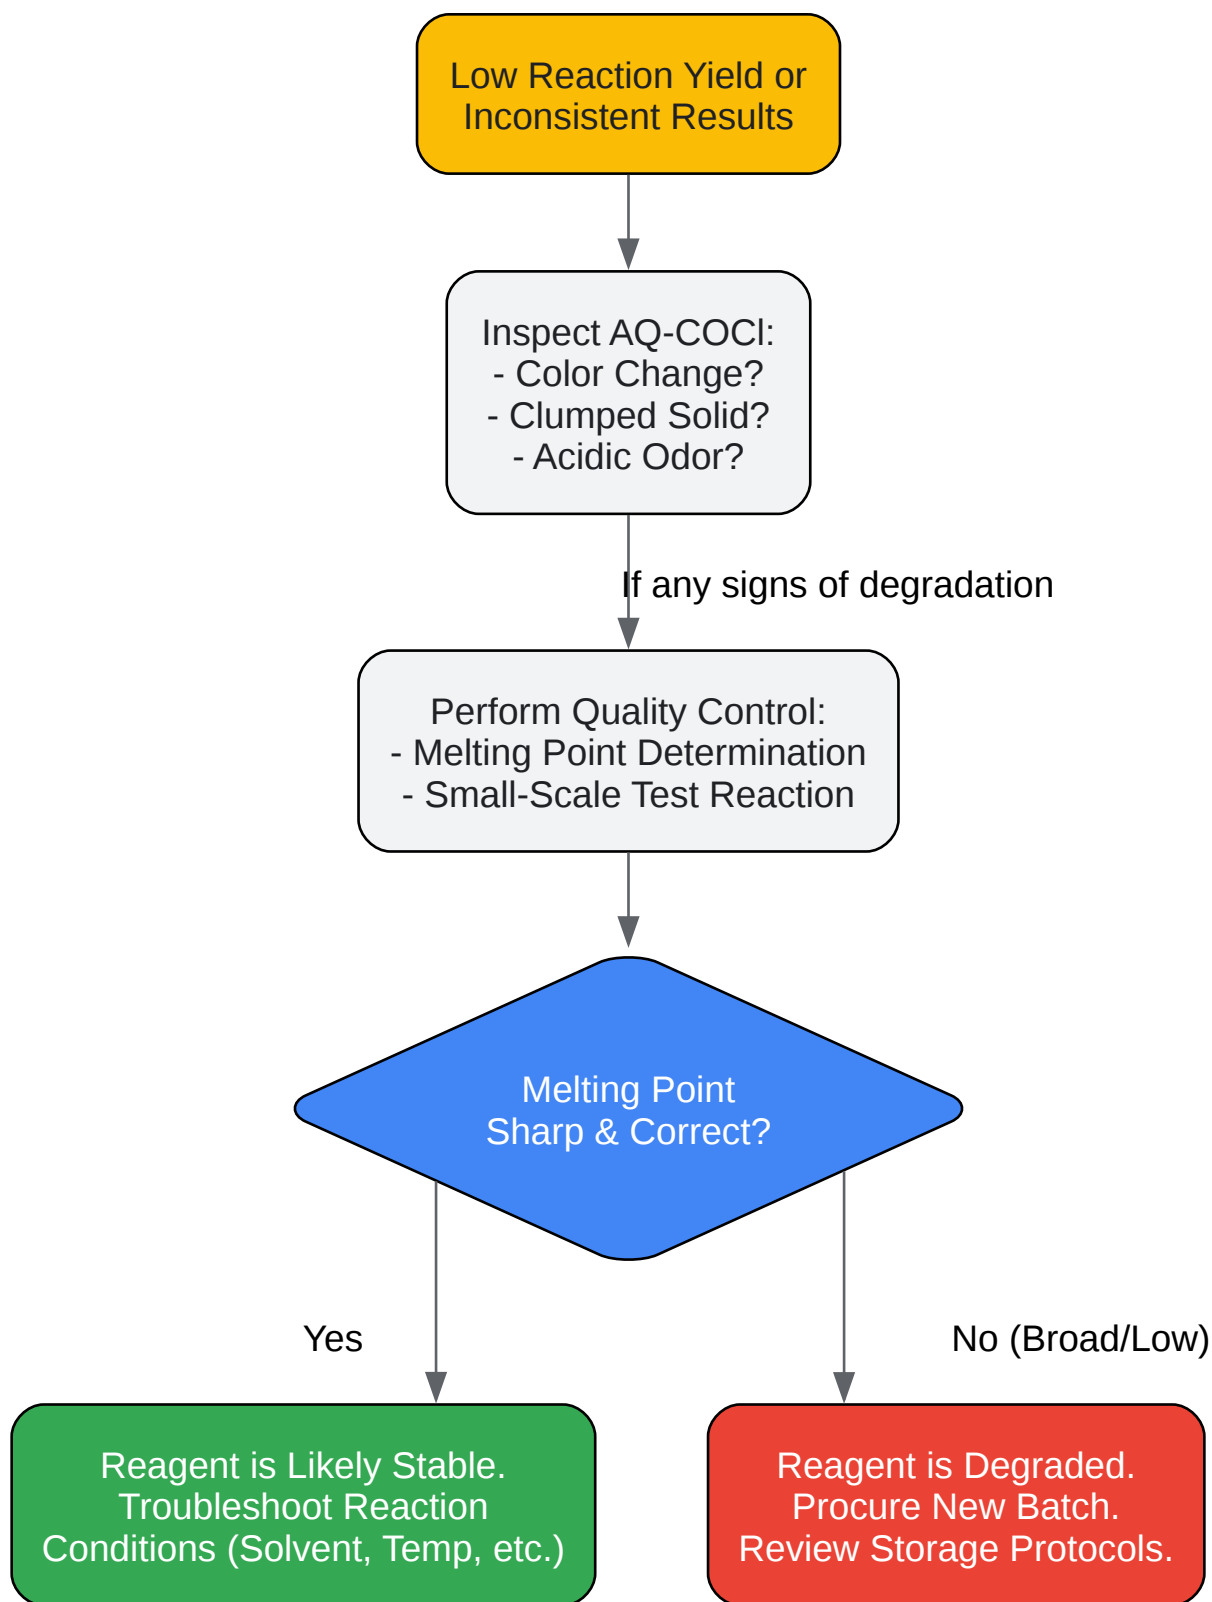 Low Reaction Yield or
Inconsistent Results
Inspect AQ-COCl:
- Color Change?
- Clumped Solid?
- Acidic Odor?
If any signs of degradation
Perform Quality Control:
- Melting Point Determination
- Small-Scale Test Reaction
Melting Point
Sharp & Correct?
Yes
No (Broad/Low)
Reagent is Likely Stable.
Troubleshoot Reaction
Conditions (Solvent, Temp, etc.)
Reagent is Degraded.
Procure New Batch.
Review Storage Protocols.